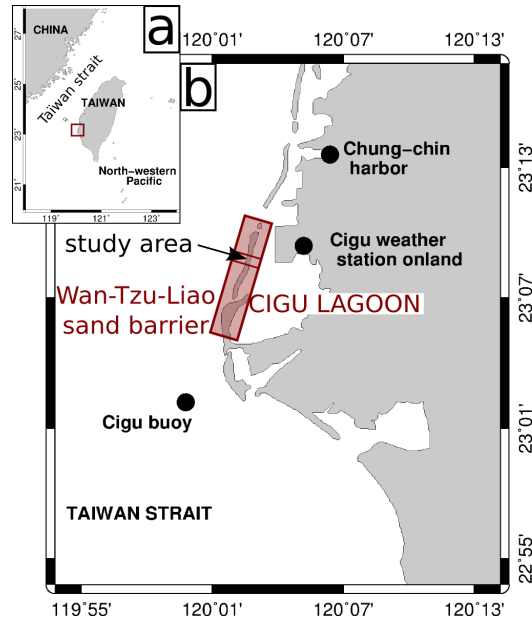 120°01' 120°07' 120°13'
a
CHINA
25°
Taiwan strait
TAIWAN
23°
North-western
Pacific
21°
119° 121° 123°
b
Chung-chin
harbor
23°13'
study area
Cigu weather
station onland
Wan-Tzu-Liao
sand barrier
CIGU LAGOON
23°07'
Cigu buoy
23°01'
TAIWAN STRAIT
22°55'
119°55' 120°01' 120°07' 120°13'